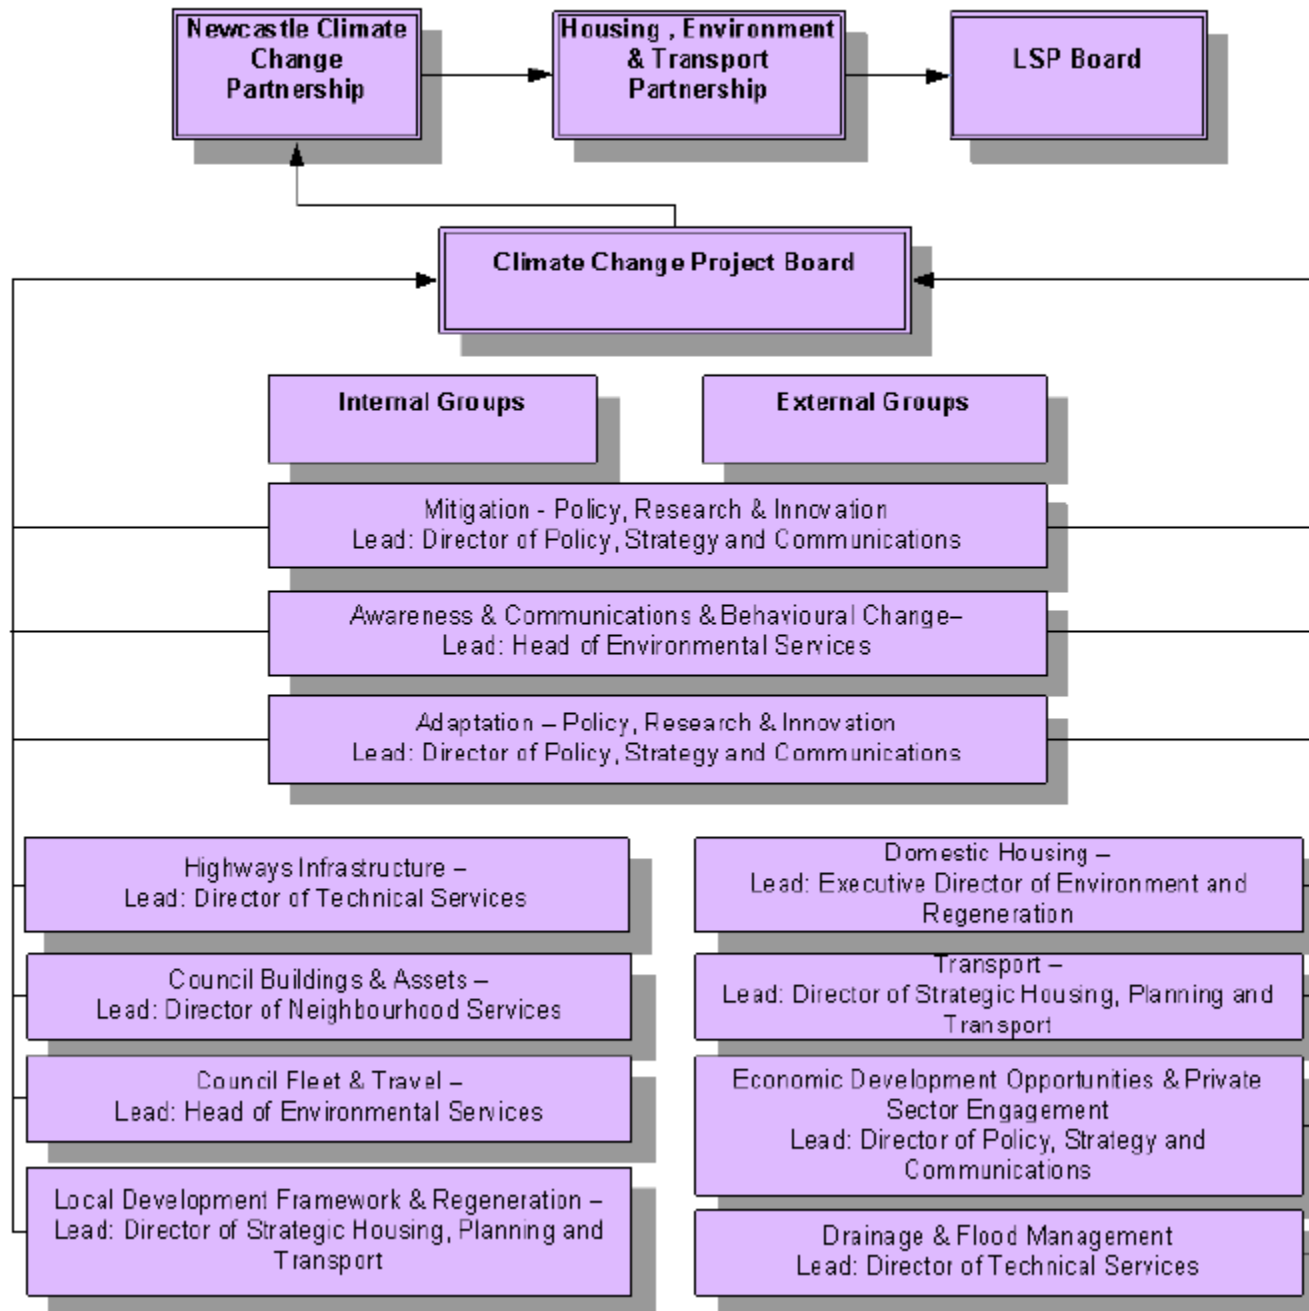 Newcastle Climate
Change
Partnership
Housing , Environment
& Transport
Partnership
LSP Board
Climate Change Project Board
Internal Groups
External Groups
Mitigation - Policy, Research & Innovation
Lead: Director of Policy, Strategy and Communications
Awareness & Communications & Behavioural Change–
Lead: Head of Environmental Services
Adaptation – Policy, Research & Innovation
Lead: Director of Policy, Strategy and Communications
Highways Infrastructure –
Lead: Director of Technical Services
Council Buildings & Assets –
Lead: Director of Neighbourhood Services
Council Fleet & Travel –
Lead: Head of Environmental Services
Local Development Framework & Regeneration –
Lead: Director of Strategic Housing, Planning and
Transport
Domestic Housing –
Lead: Executive Director of Environment and
Regeneration
Transport –
Lead: Director of Strategic Housing, Planning and
Transport
Economic Development Opportunities & Private
Sector Engagement
Lead: Director of Policy, Strategy and
Communications
Drainage & Flood Management
Lead: Director of Technical Services